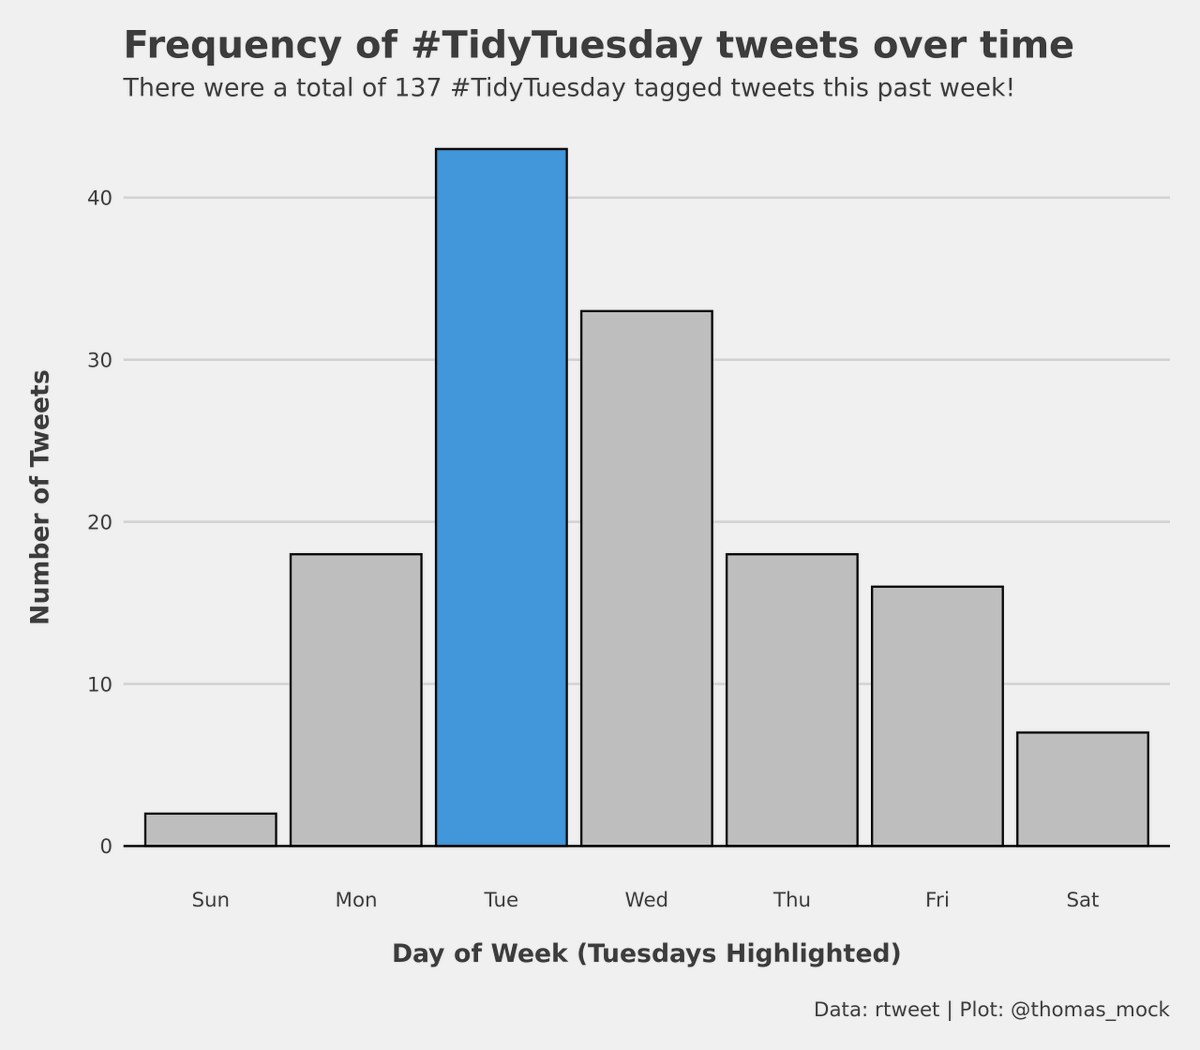 Frequency of #TidyTuesday tweets over time
There were a total of 137 #TidyTuesday tagged tweets this past week!
Number of Tweets
40
30
20
10
0
Sun Mon Tue Wed Thu Fri Sat
Day of Week (Tuesdays Highlighted)
Data: rtweet | Plot: @thomas_mock